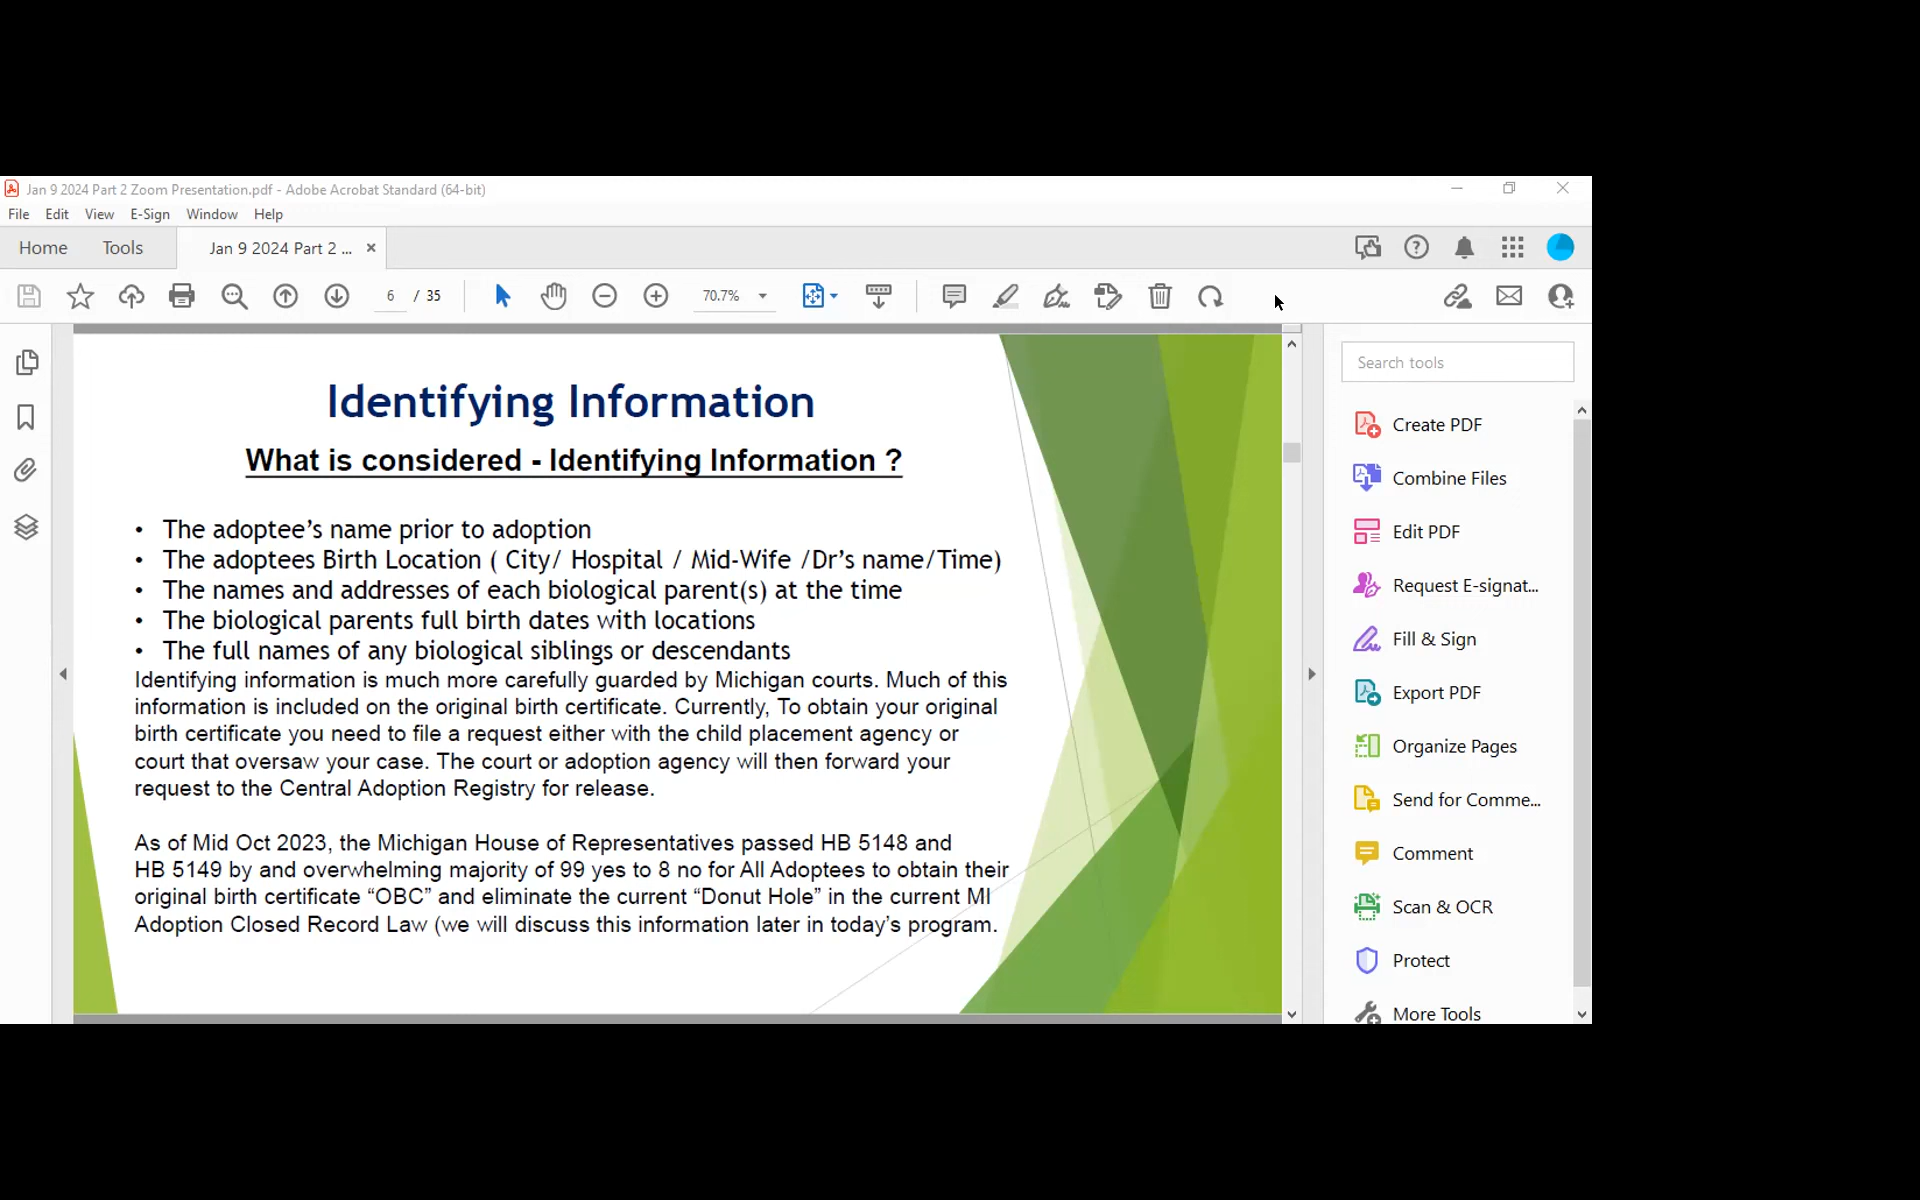 Jan 9 2024 Part 2 Zoom Presentation.pdf - Adobe Acrobat Standard (64-bit)
File Edit View E-Sign Window Help
Home Tools Jan 9 2024 Part 2 ...
6 / 35 70.7%
Search tools
Create PDF
Combine Files
Edit PDF
Request E-signat...
Fill & Sign
Export PDF
Organize Pages
Send for Comme...
Comment
Scan & OCR
Protect
More Tools
Identifying Information
What is considered - Identifying Information ?
• The adoptee’s name prior to adoption
• The adoptees Birth Location ( City/ Hospital / Mid-Wife /Dr’s name/Time)
• The names and addresses of each biological parent(s) at the time
• The biological parents full birth dates with locations
• The full names of any biological siblings or descendants
Identifying information is much more carefully guarded by Michigan courts. Much of this
information is included on the original birth certificate. Currently, To obtain your original
birth certificate you need to file a request either with the child placement agency or
court that oversaw your case. The court or adoption agency will then forward your
request to the Central Adoption Registry for release.
As of Mid Oct 2023, the Michigan House of Representatives passed HB 5148 and
HB 5149 by and overwhelming majority of 99 yes to 8 no for All Adoptees to obtain their
original birth certificate “OBC” and eliminate the current “Donut Hole” in the current MI
Adoption Closed Record Law (we will discuss this information later in today’s program.